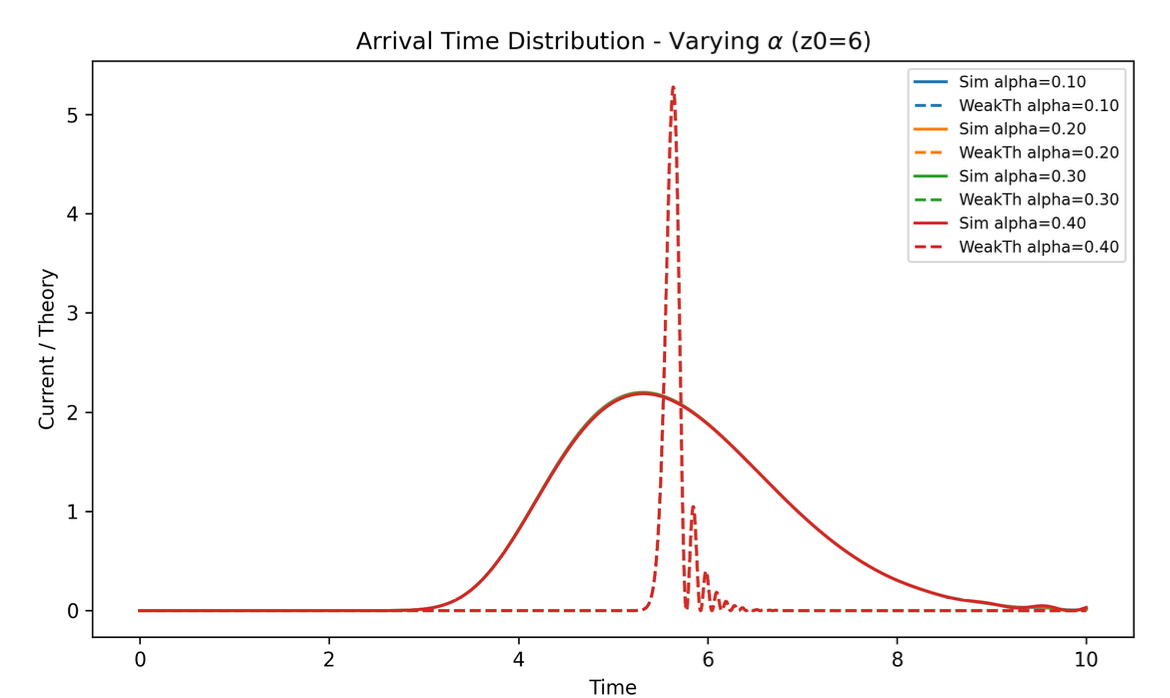 Arrival Time Distribution - Varying α (z0=6)
Sim alpha=0.10
WeakTh alpha=0.10
Sim alpha=0.20
WeakTh alpha=0.20
Sim alpha=0.30
WeakTh alpha=0.30
Sim alpha=0.40
WeakTh alpha=0.40
Current / Theory
5
4
3
2
1
0
0 2 4 6 8 10
Time